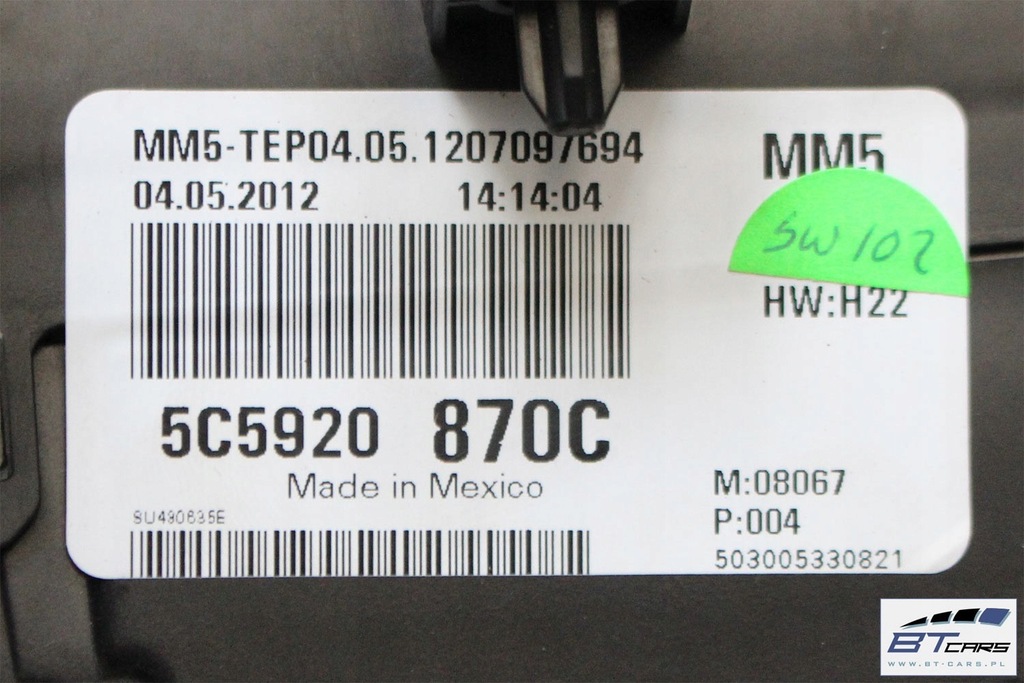 MM5-TEP04.05.1207097694
04.05.2012 14:14:04
MM5
SW 102
HW:H22
5C5920 870C
Made in Mexico
8U490635E
M:08067
P:004
503005330821
BT CARS
WWW.BT-CARS.PL